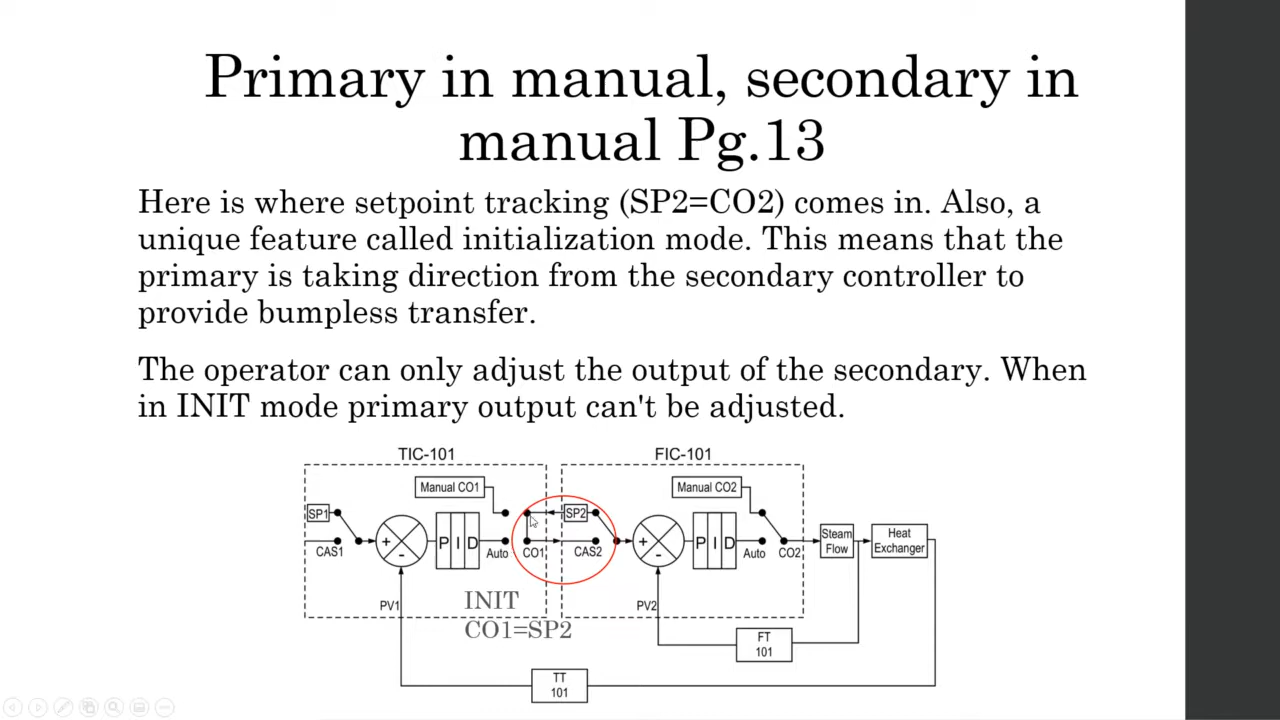 Primary in manual, secondary in
manual Pg.13
Here is where setpoint tracking (SP2=CO2) comes in. Also, a
unique feature called initialization mode. This means that the
primary is taking direction from the secondary controller to
provide bumpless transfer.
The operator can only adjust the output of the secondary. When
in INIT mode primary output can't be adjusted.
TIC-101
FIC-101
Manual CO1
Manual CO2
SP1
SP2
+
-
P I D
+
-
P I D
Steam
Flow
Heat
Exchanger
CAS1
Auto
CO1
CAS2
Auto
CO2
PV1
INIT
CO1=SP2
PV2
FT
101
TT
101